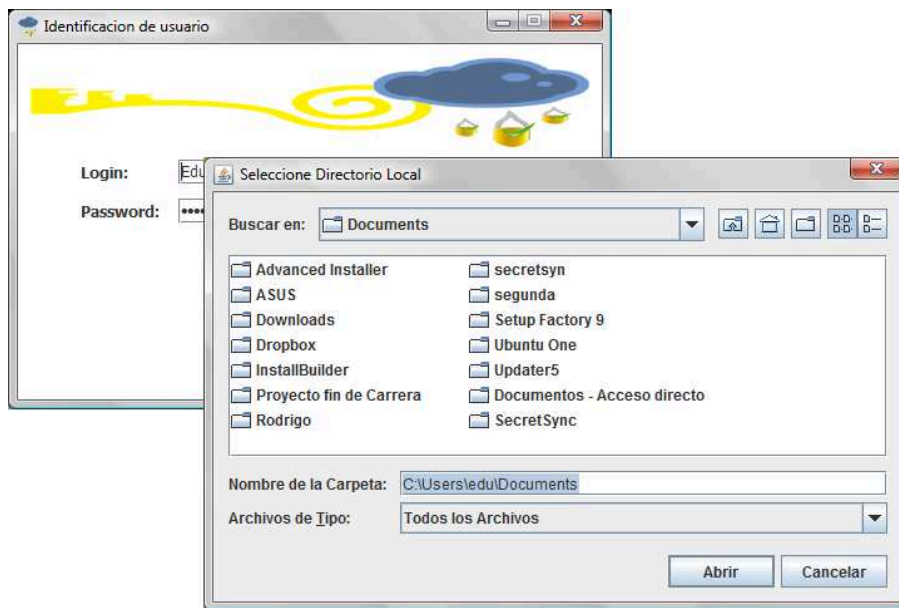 Identificacion de usuario
Login: Edu
Password: ••••
Seleccione Directorio Local
Buscar en: Documents
Advanced Installer
ASUS
Downloads
Dropbox
InstallBuilder
Proyecto fin de Carrera
Rodrigo
secretsyn
segunda
Setup Factory 9
Ubuntu One
Updater5
Documentos - Acceso directo
SecretSync
Nombre de la Carpeta: C:\Users\edu\Documents
Archivos de Tipo: Todos los Archivos
Abrir Cancelar